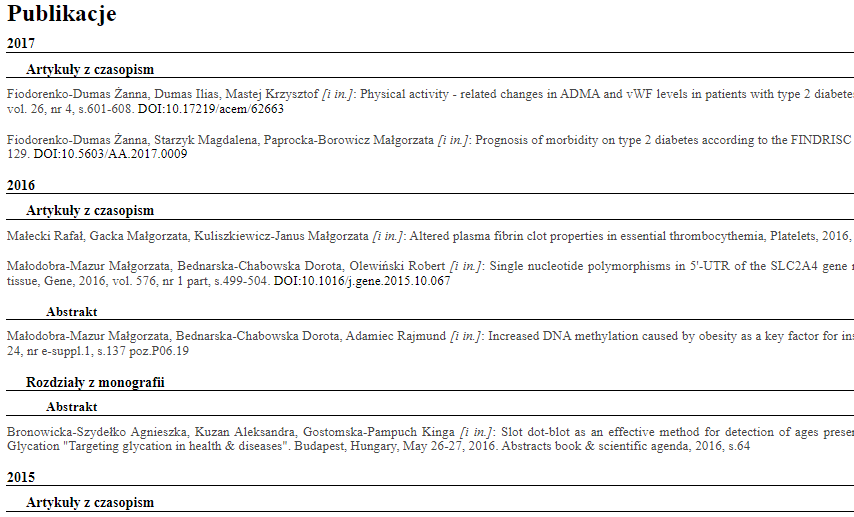 Publikacje
2017
Artykuły z czasopism
Fiodorenko-Dumas Żanna, Dumas Ilias, Mastej Krzysztof [i in.]: Physical activity - related changes in ADMA and vWF levels in patients with type 2 diabete
vol. 26, nr 4, s.601-608. DOI:10.17219/acem/62663
Fiodorenko-Dumas Żanna, Starzyk Magdalena, Paprocka-Borowicz Małgorzata [i in.]: Prognosis of morbidity on type 2 diabetes according to the FINDRISC
129. DOI:10.5603/AA.2017.0009
2016
Artykuły z czasopism
Małecki Rafał, Gacka Małgorzata, Kuliszkiewicz-Janus Małgorzata [i in.]: Altered plasma fibrin clot properties in essential thrombocythemia, Platelets, 2016,
Małodobra-Mazur Małgorzata, Bednarska-Chabowska Dorota, Olewiński Robert [i in.]: Single nucleotide polymorphisms in 5'-UTR of the SLC2A4 gene
tissue, Gene, 2016, vol. 576, nr 1 part, s.499-504. DOI:10.1016/j.gene.2015.10.067
Abstrakt
Małodobra-Mazur Małgorzata, Bednarska-Chabowska Dorota, Adamiec Rajmund [i in.]: Increased DNA methylation caused by obesity as a key factor for in
24, nr e-suppl.1, s.137 poz.P06.19
Rozdziały z monografii
Abstrakt
Bronowicka-Szydełko Agnieszka, Kuzan Aleksandra, Gostomska-Pampuch Kinga [i in.]: Slot dot-blot as an effective method for detection of ages prese
Glycation "Targeting glycation in health & diseases". Budapest, Hungary, May 26-27, 2016. Abstracts book & scientific agenda, 2016, s.64
2015
Artykuły z czasopism